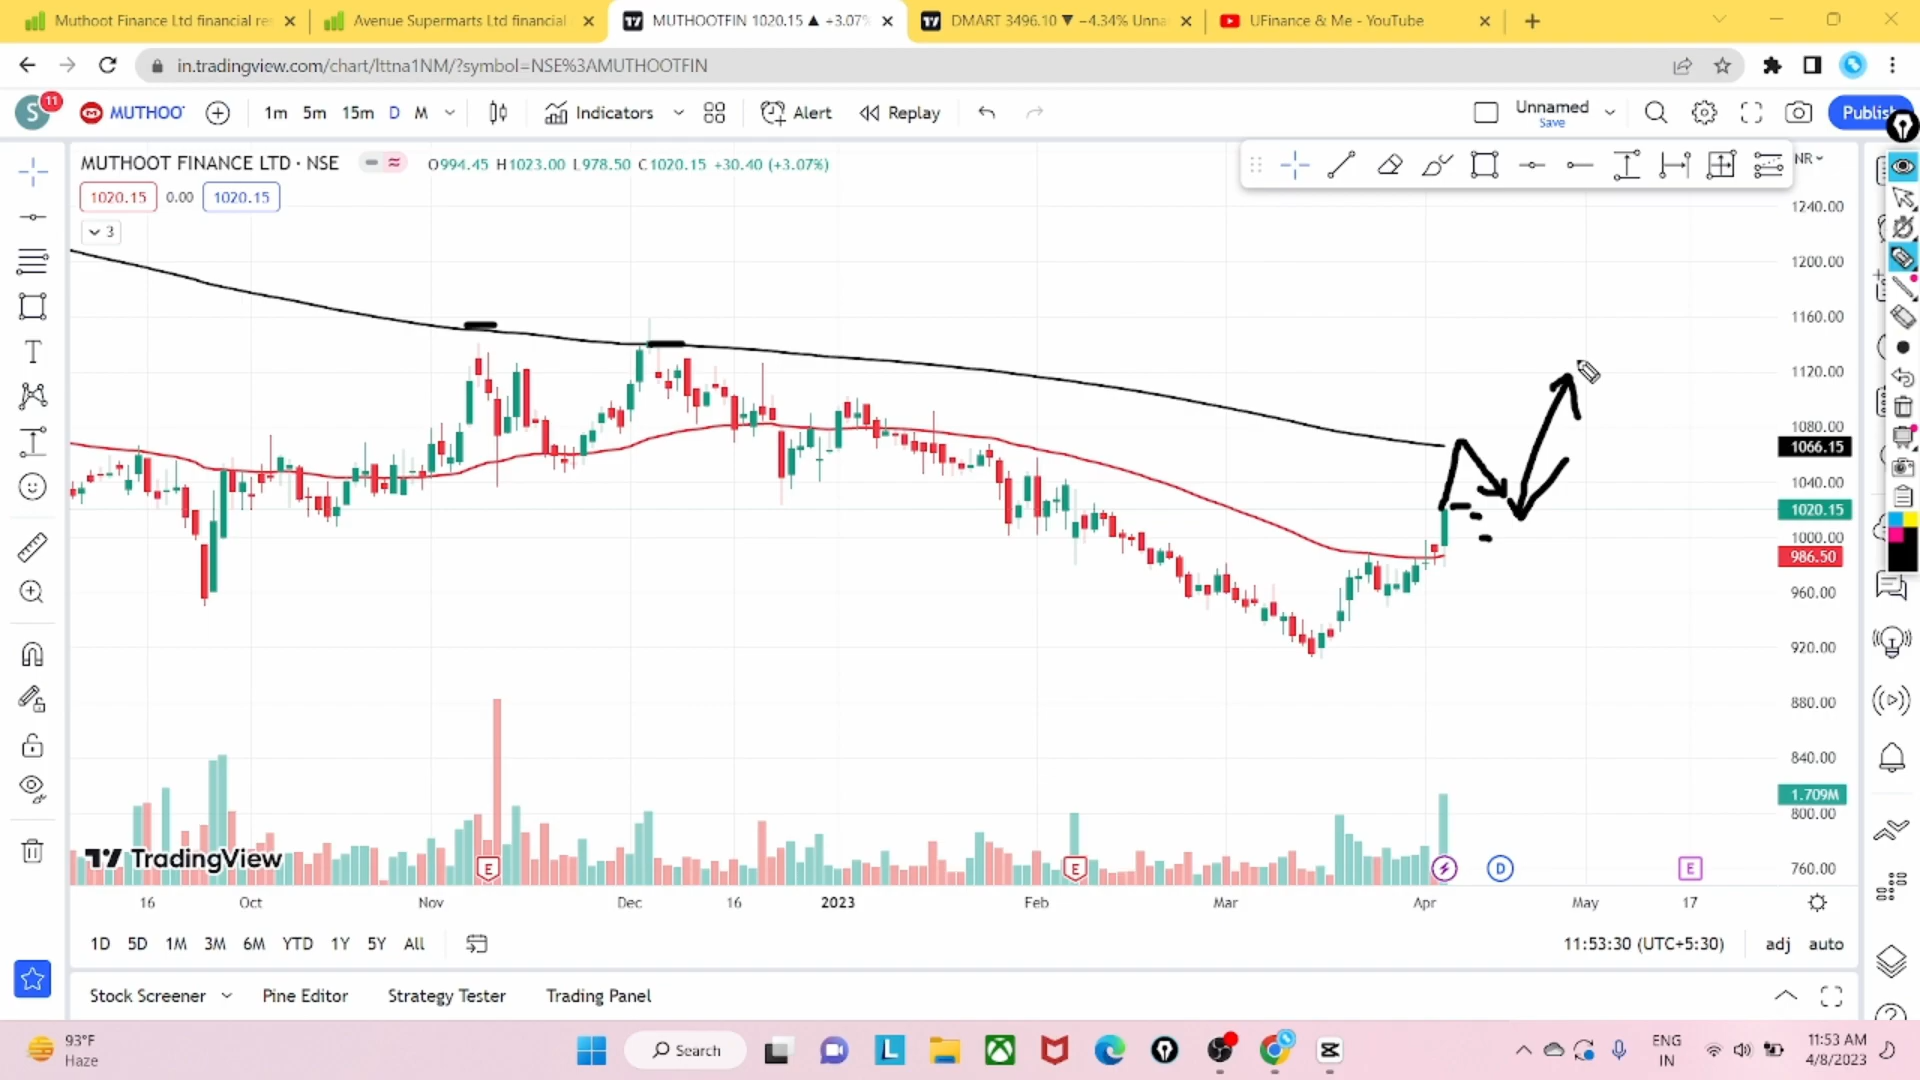 Muthoot Finance Ltd financial re
Avenue Supermarts Ltd financial
MUTHOOTFIN 1020.15 ▲ +3.07%
DMART 3496.10 ▼ −4.34% Unna
UFinance & Me - YouTube
in.tradingview.com/chart/lttna1NM/?symbol=NSE%3AMUTHOOTFIN
S
11
MUTHOO
1m 5m 15m D M
Indicators
Alert
Replay
Unnamed
Save
Publis
MUTHOOT FINANCE LTD · NSE
O994.45 H1023.00 L978.50 C1020.15 +30.40 (+3.07%)
NR
1020.15 0.00 1020.15
3
1240.00
1200.00
1160.00
1120.00
1080.00
1066.15
1040.00
1020.15
1000.00
986.50
960.00
920.00
880.00
840.00
1.709M
800.00
760.00
TradingView
E
E
D
E
16 Oct Nov Dec 16 2023 Feb Mar Apr May 17
1D 5D 1M 3M 6M YTD 1Y 5Y All
11:53:30 (UTC+5:30) adj auto
Stock Screener Pine Editor Strategy Tester Trading Panel
93°F
Haze
Search
L
ENG
IN
11:53 AM
4/8/2023